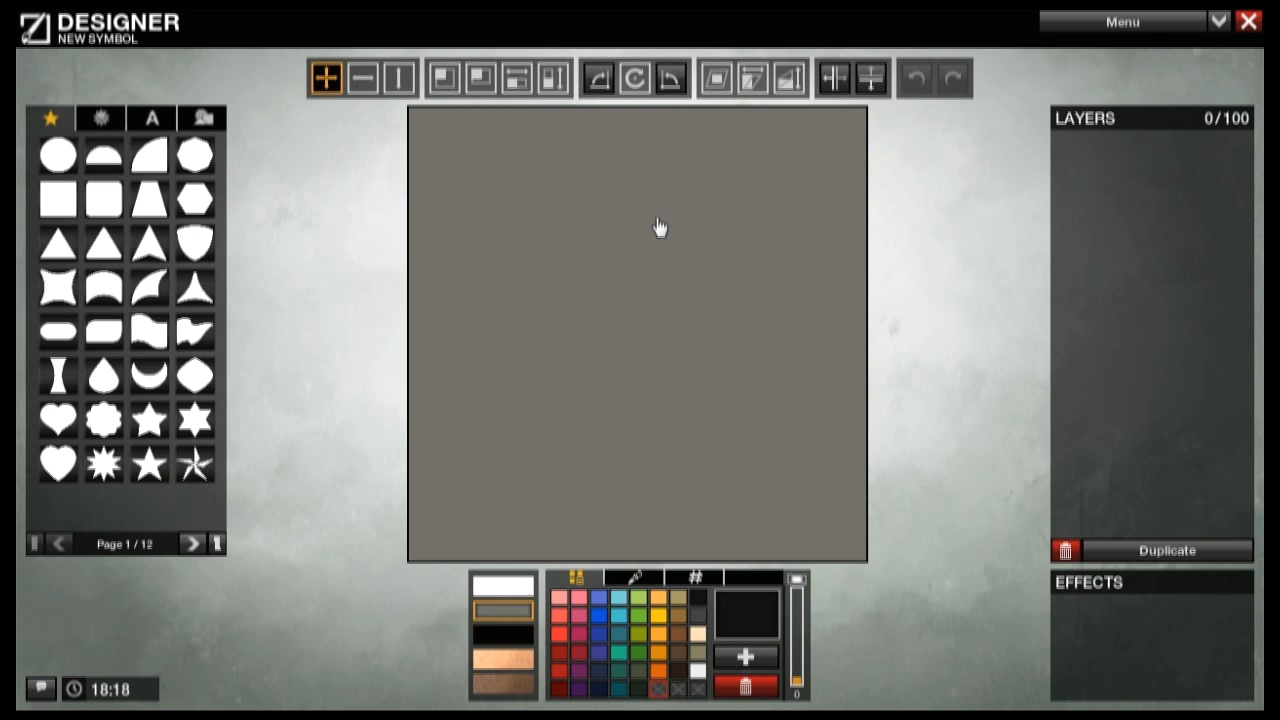 DESIGNER
NEW SYMBOL
Menu
A
LAYERS 0/100
Page 1 / 12
Duplicate
#
EFFECTS
0
18:18